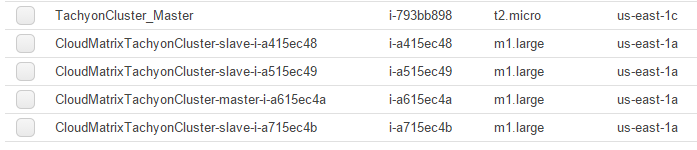 TachyonCluster_Master i-793bb898 t2.micro us-east-1c
CloudMatrixTachyonCluster-slave-i-a415ec48 i-a415ec48 m1.large us-east-1a
CloudMatrixTachyonCluster-slave-i-a515ec49 i-a515ec49 m1.large us-east-1a
CloudMatrixTachyonCluster-master-i-a615ec4a i-a615ec4a m1.large us-east-1a
CloudMatrixTachyonCluster-slave-i-a715ec4b i-a715ec4b m1.large us-east-1a